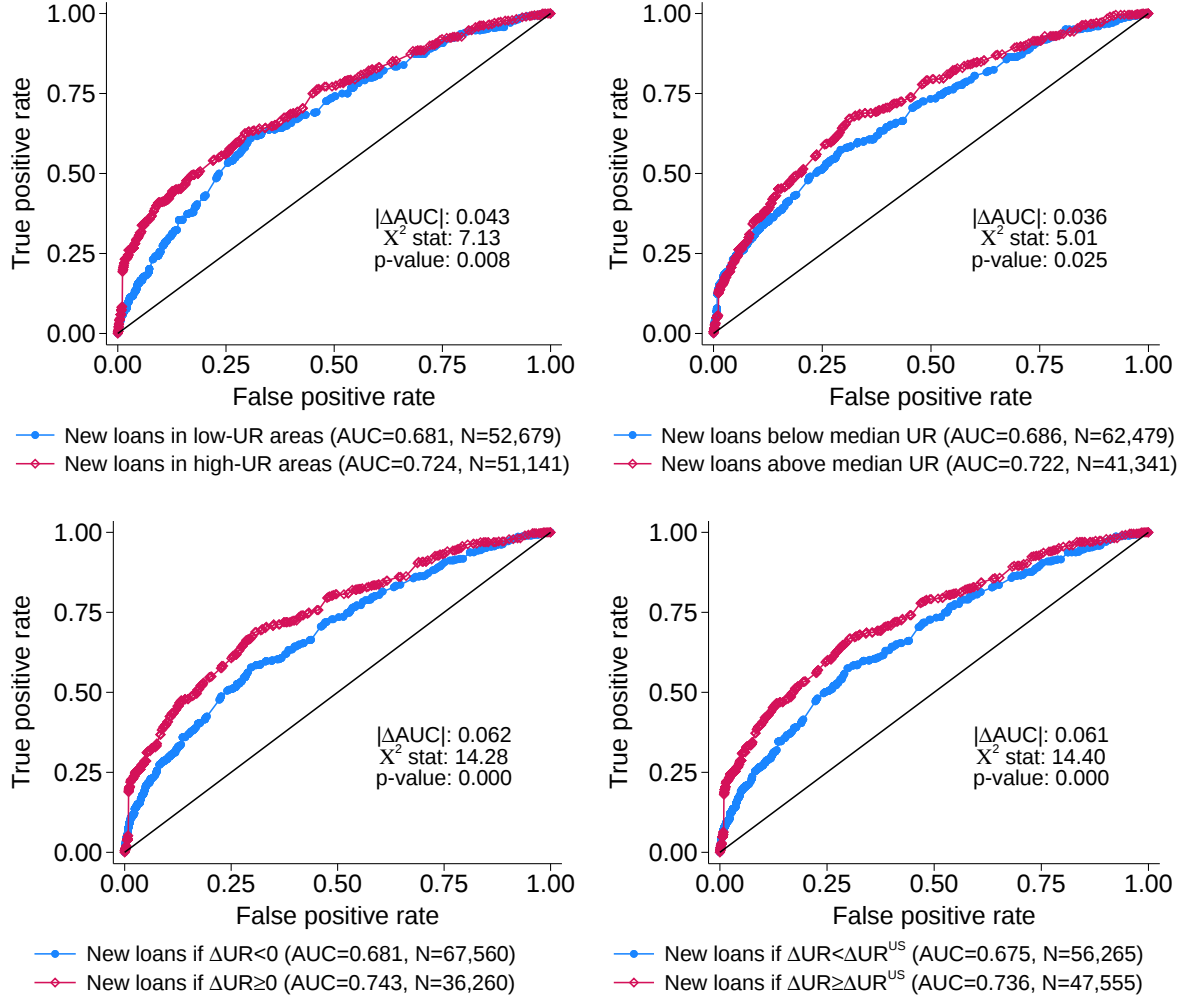 1.00
0.75
0.50
0.25
0.00
True positive rate
0.00 0.25 0.50 0.75 1.00
False positive rate
|ΔAUC|: 0.043
X² stat: 7.13
p-value: 0.008
New loans in low-UR areas (AUC=0.681, N=52,679)
New loans in high-UR areas (AUC=0.724, N=51,141)
1.00
0.75
0.50
0.25
0.00
True positive rate
0.00 0.25 0.50 0.75 1.00
False positive rate
|ΔAUC|: 0.036
X² stat: 5.01
p-value: 0.025
New loans below median UR (AUC=0.686, N=62,479)
New loans above median UR (AUC=0.722, N=41,341)
1.00
0.75
0.50
0.25
0.00
True positive rate
0.00 0.25 0.50 0.75 1.00
False positive rate
|ΔAUC|: 0.062
X² stat: 14.28
p-value: 0.000
New loans if ΔUR<0 (AUC=0.681, N=67,560)
New loans if ΔUR≥0 (AUC=0.743, N=36,260)
1.00
0.75
0.50
0.25
0.00
True positive rate
0.00 0.25 0.50 0.75 1.00
False positive rate
|ΔAUC|: 0.061
X² stat: 14.40
p-value: 0.000
New loans if ΔUR<ΔUR^US (AUC=0.675, N=56,265)
New loans if ΔUR≥ΔUR^US (AUC=0.736, N=47,555)